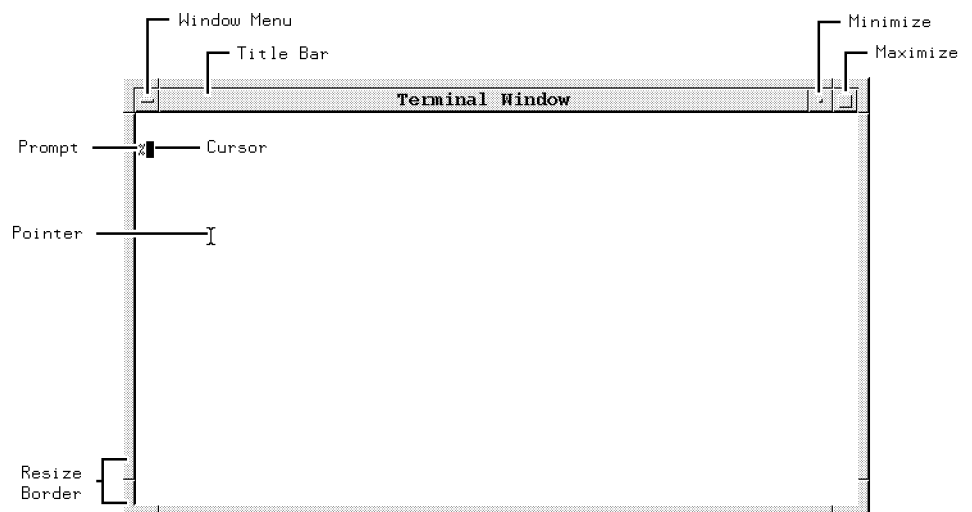 Window Menu
Minimize
Title Bar
Maximize
Terminal Window
Prompt
%
Cursor
Pointer
Resize
Border